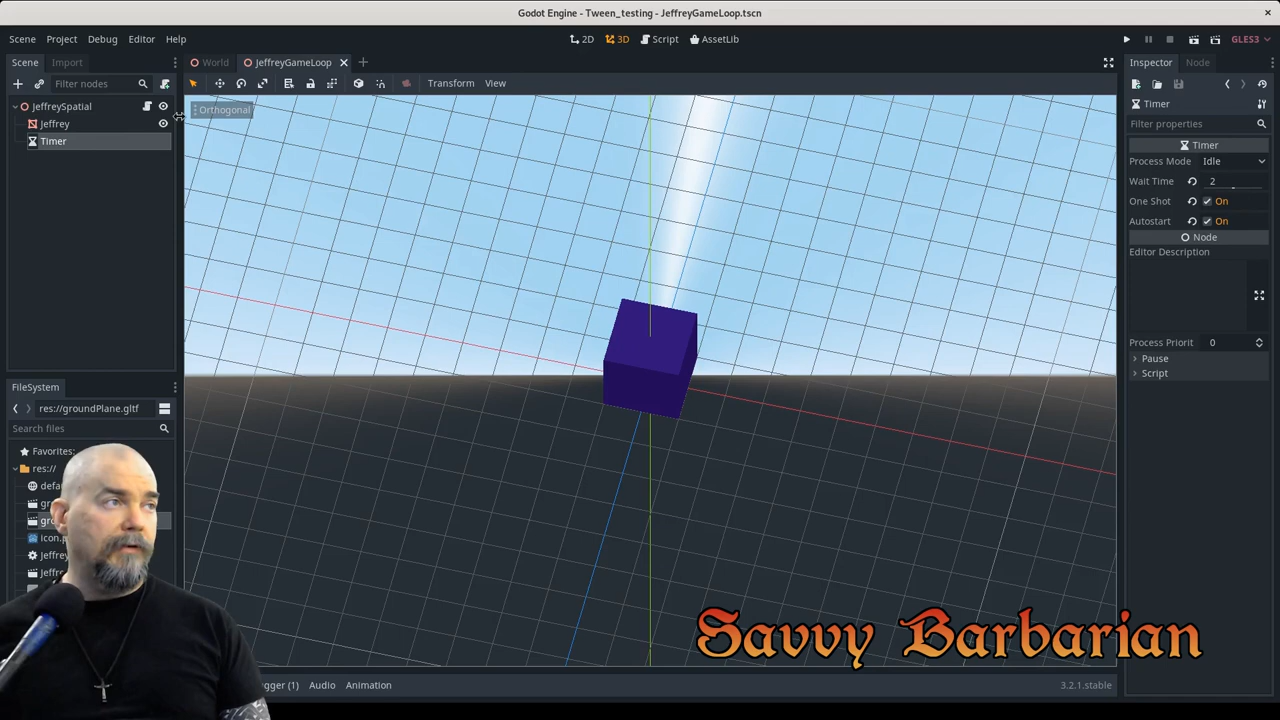 Godot Engine - Tween_testing - JeffreyGameLoop.tscn
Scene Project Debug Editor Help
2D 3D Script AssetLib
GLES3
Scene Import
Filter nodes
JeffreySpatial
Jeffrey
Timer
FileSystem
res://groundPlane.gltf
Search files
Favorites:
res://
World JeffreyGameLoop
Transform View
Orthogonal
Savvy Barbarian
(1) Audio Animation
3.2.1.stable
Inspector Node
Timer
Filter properties
Timer
Process Mode Idle
Wait Time 2
One Shot On
Autostart On
Node
Editor Description
Process Priorit 0
Pause
Script